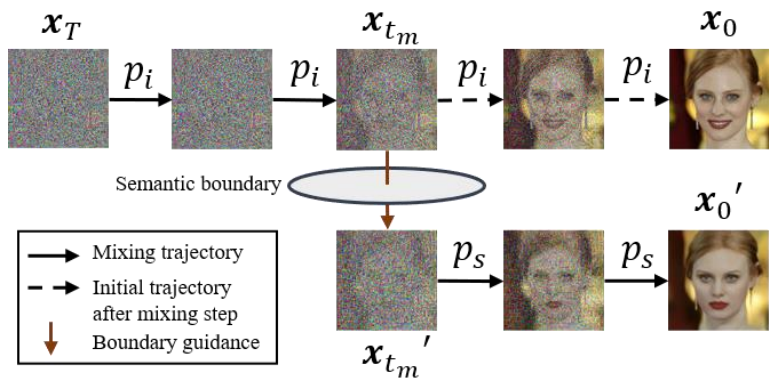 x_T x_{t_m} x_0
p_i p_i p_i p_i
Semantic boundary
x_0'
p_s p_s
Mixing trajectory
Initial trajectory
after mixing step
Boundary guidance
x_{t_m}'